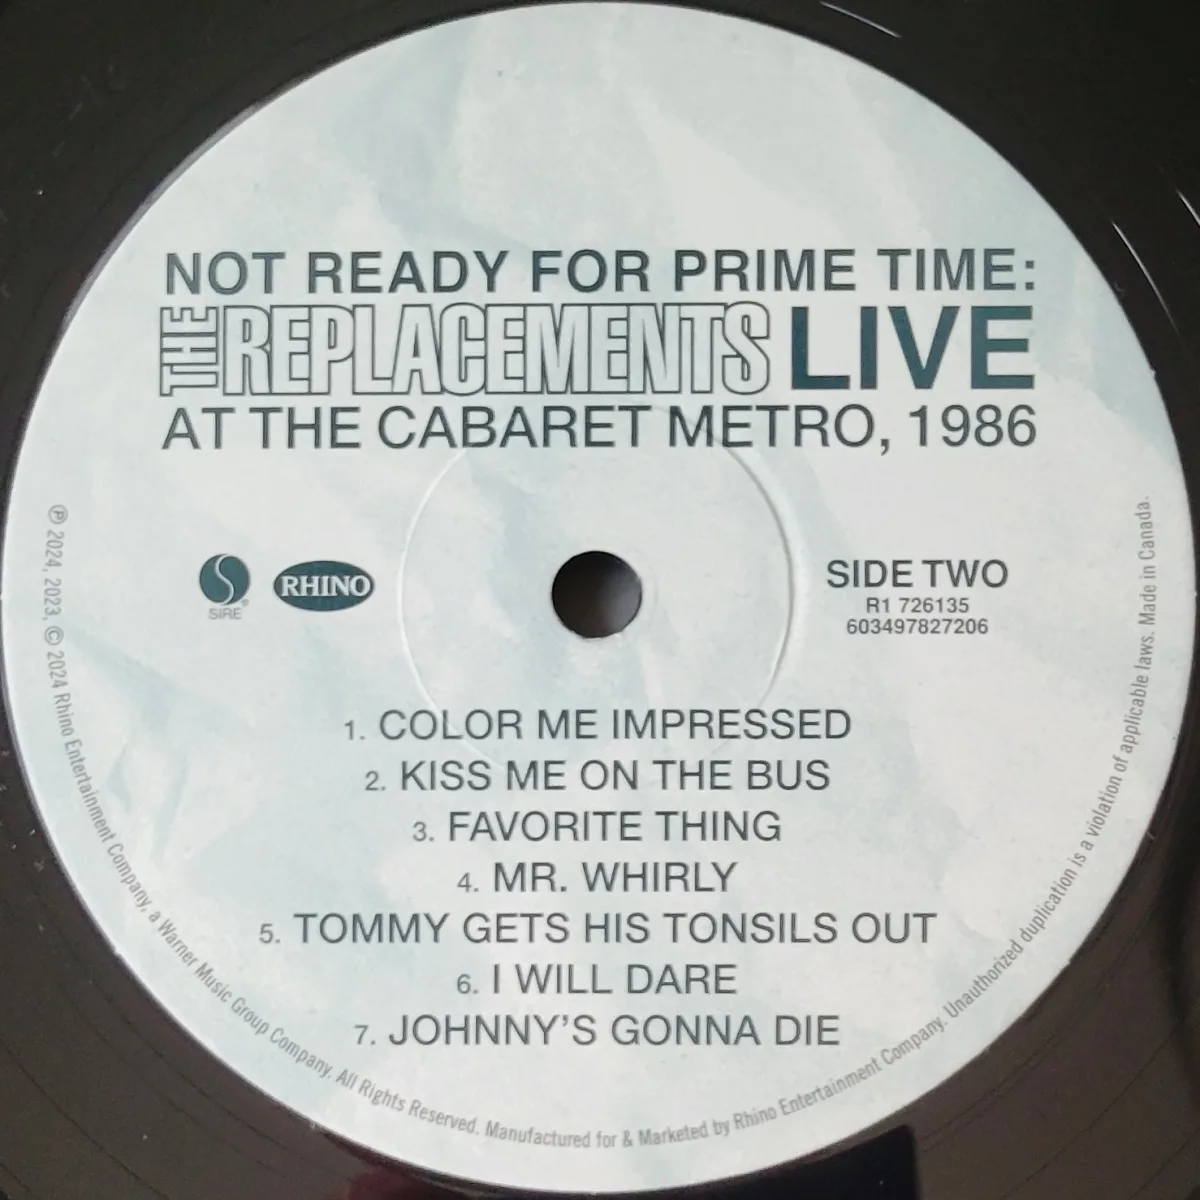 NOT READY FOR PRIME TIME:
THE REPLACEMENTS LIVE
AT THE CABARET METRO, 1986
SIRE®
RHINO
SIDE TWO
R1 726135
603497827206
1. COLOR ME IMPRESSED
2. KISS ME ON THE BUS
3. FAVORITE THING
4. MR. WHIRLY
5. TOMMY GETS HIS TONSILS OUT
6. I WILL DARE
7. JOHNNY'S GONNA DIE
℗ 2024, 2023, © 2024 Rhino Entertainment Company, a Warner Music Group Company. All Rights Reserved. Manufactured for & Marketed by Rhino Entertainment Company. Unauthorized duplication is a violation of applicable laws. Made in Canada.